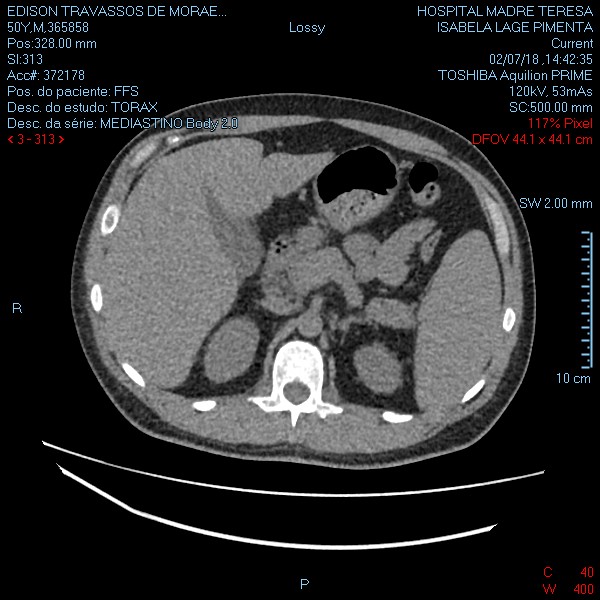 EDISON TRAVASSOS DE MORAE...
50Y,M,365858
Pos:328.00 mm
SI:313
Acc#: 372178
Pos. do paciente: FFS
Desc. do estudo: TORAX
Desc. da série: MEDIASTINO Body 2.0
< 3 - 313 >
Lossy
HOSPITAL MADRE TERESA
ISABELA LAGE PIMENTA
Current
02/07/18 ,14:42:35
TOSHIBA Aquilion PRIME
120kV, 53mAs
SC:500.00 mm
117% Pixel
DFOV 44.1 x 44.1 cm
SW 2.00 mm
R
10 cm
P
C 40
W 400